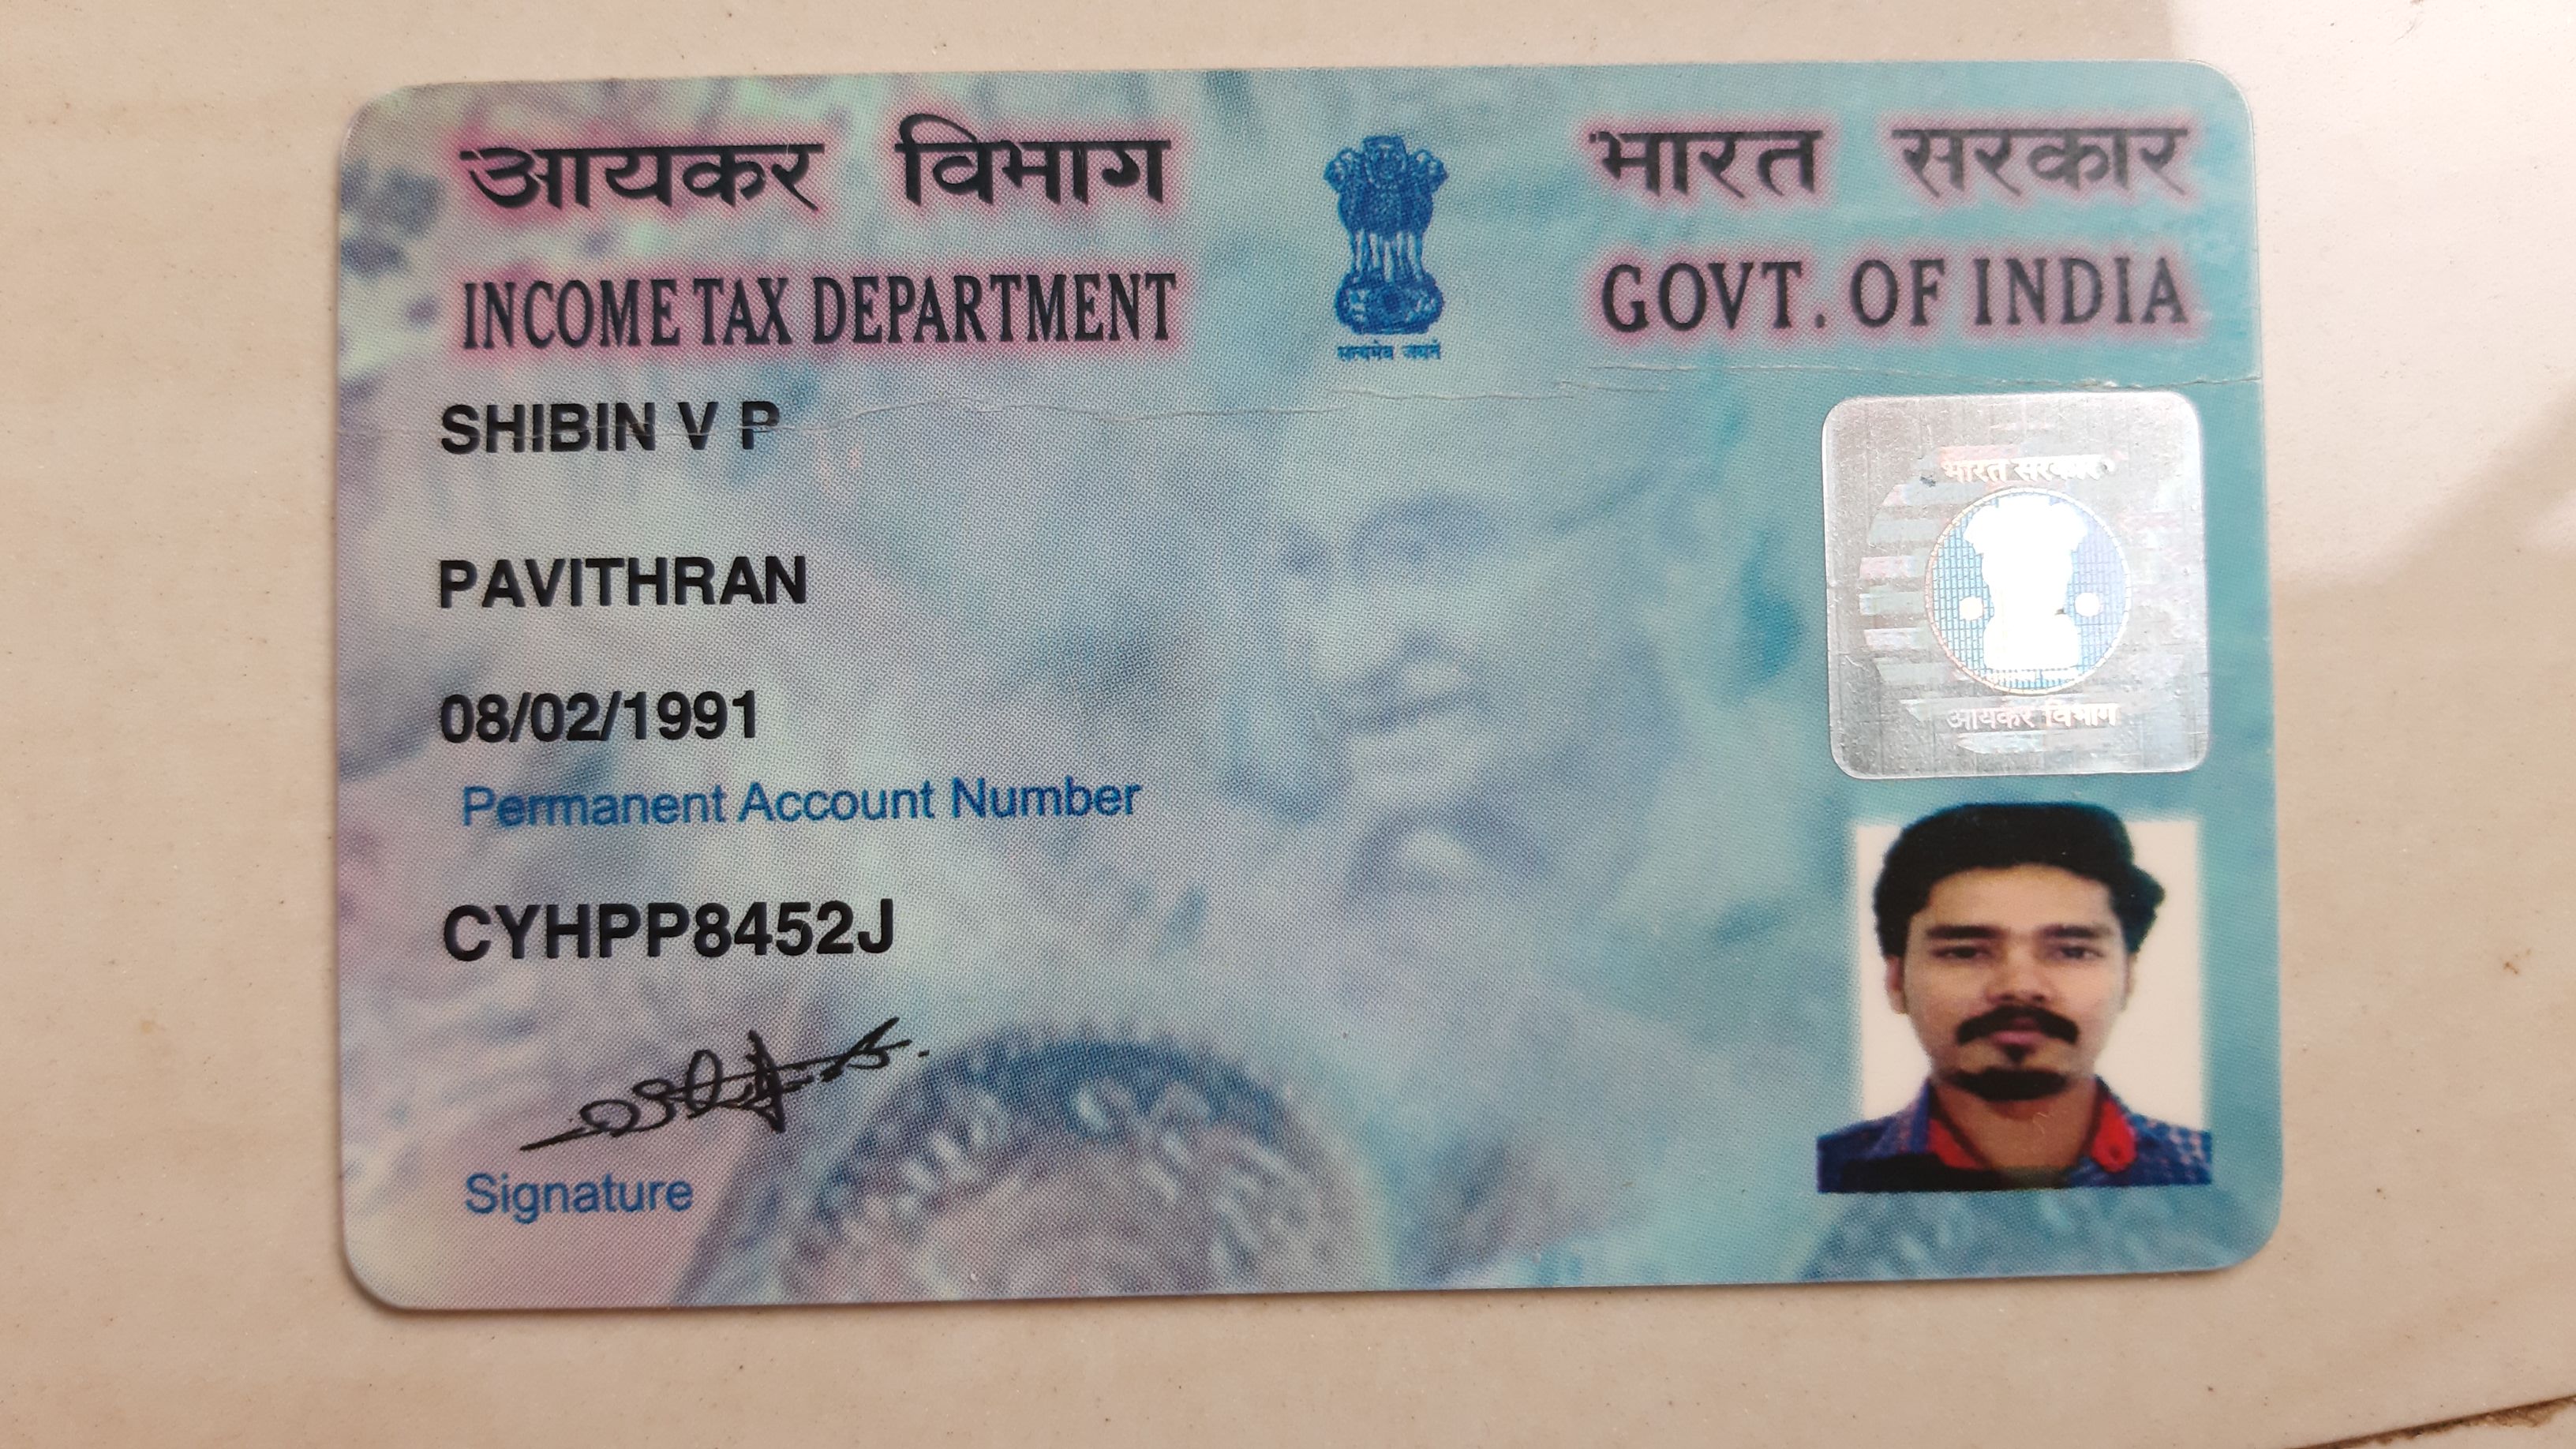 आयकर विभाग
INCOME TAX DEPARTMENT
भारत सरकार
GOVT. OF INDIA
सत्यमेव जयते
SHIBIN V P
PAVITHRAN
08/02/1991
Permanent Account Number
CYHPP8452J
Signature
भारत सरकार
आयकर विभाग